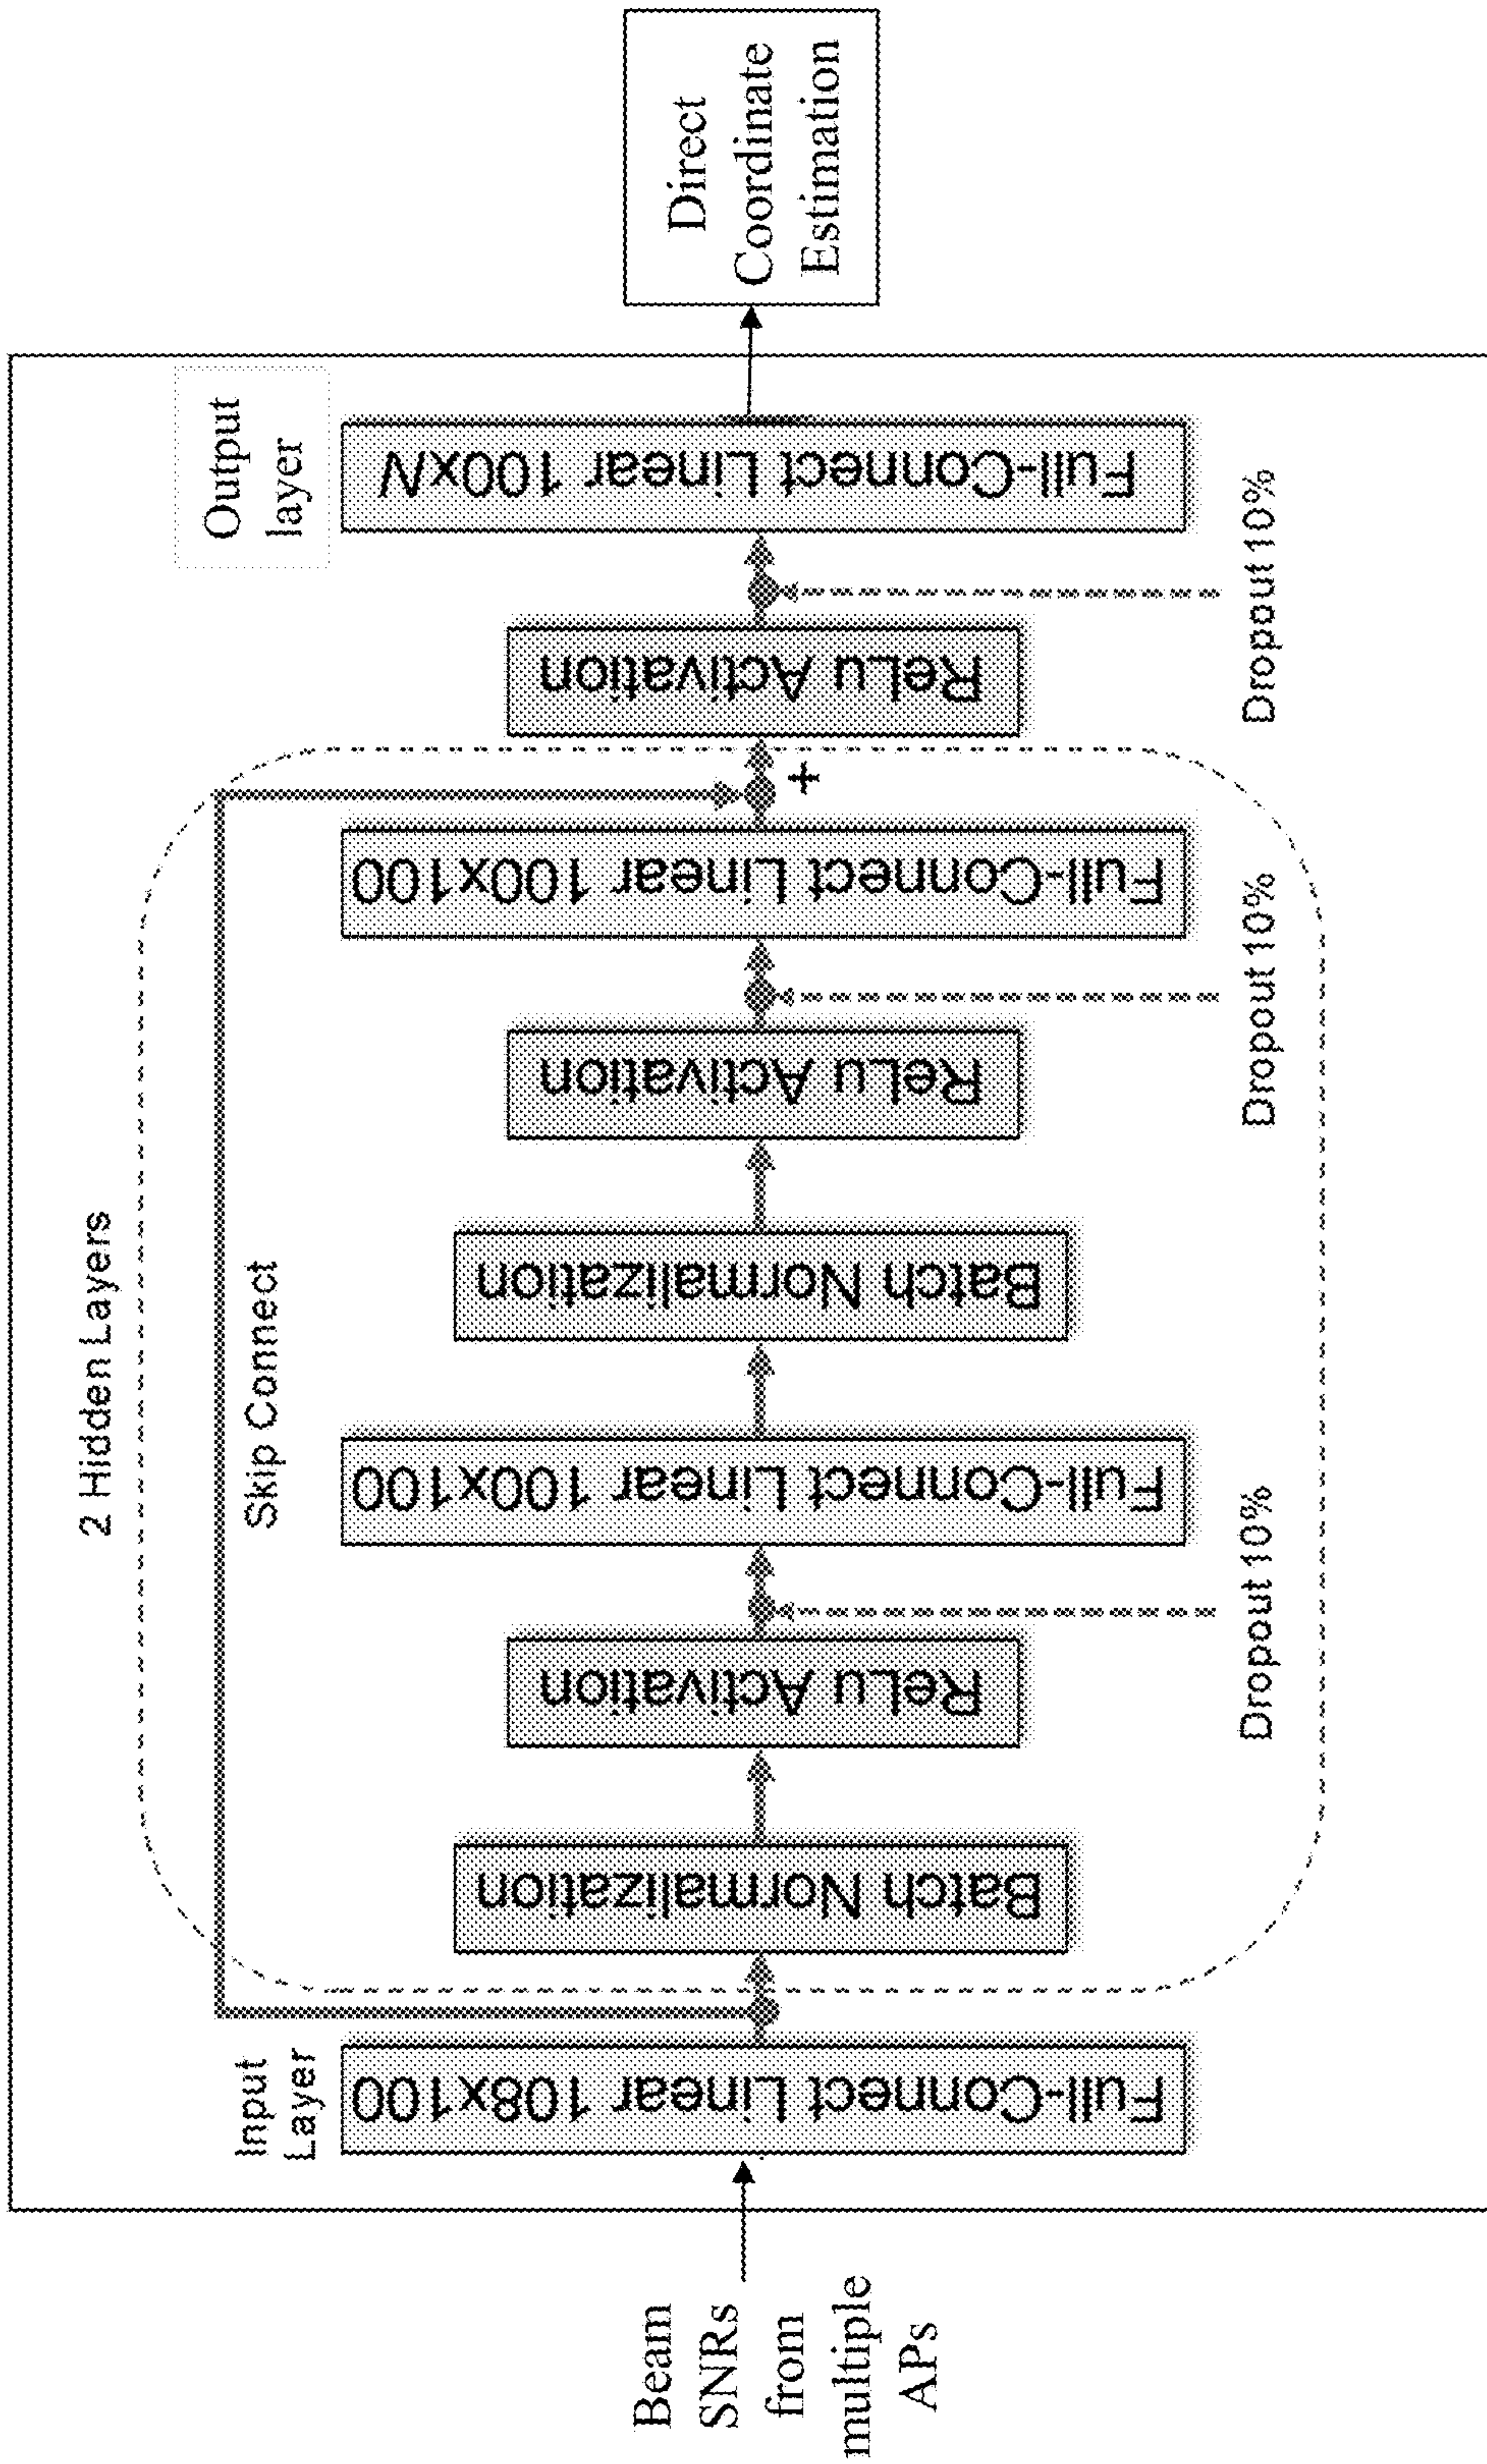 Beam
SNRs
from
multiple
APs
Input
Layer
Full-Connect Linear 108x100
2 Hidden Layers
Skip Connect
Batch Normalization
ReLu Activation
Dropout 10%
Full-Connect Linear 100x100
Batch Normalization
ReLu Activation
Dropout 10%
Full-Connect Linear 100x100
+
ReLu Activation
Dropout 10%
Output
layer
Full-Connect Linear 100xN
Direct
Coordinate
Estimation